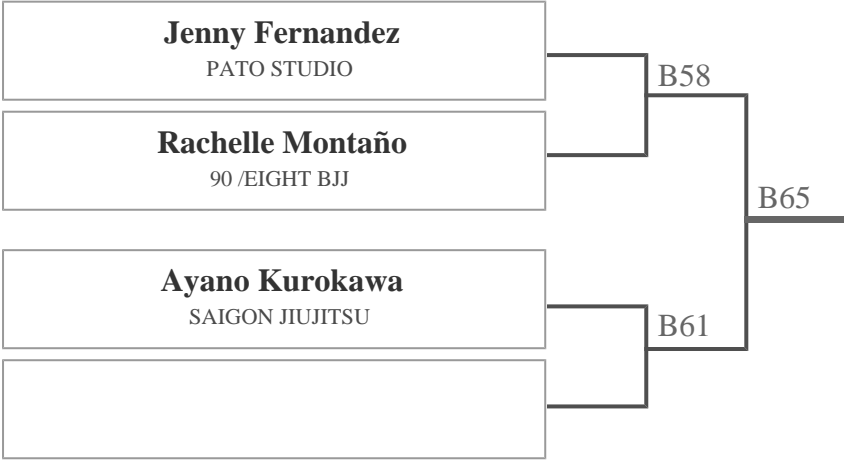 Jenny Fernandez
PATO STUDIO
B58
Rachelle Montaño
90 /EIGHT BJJ
B65
Ayano Kurokawa
SAIGON JIUJITSU
B61